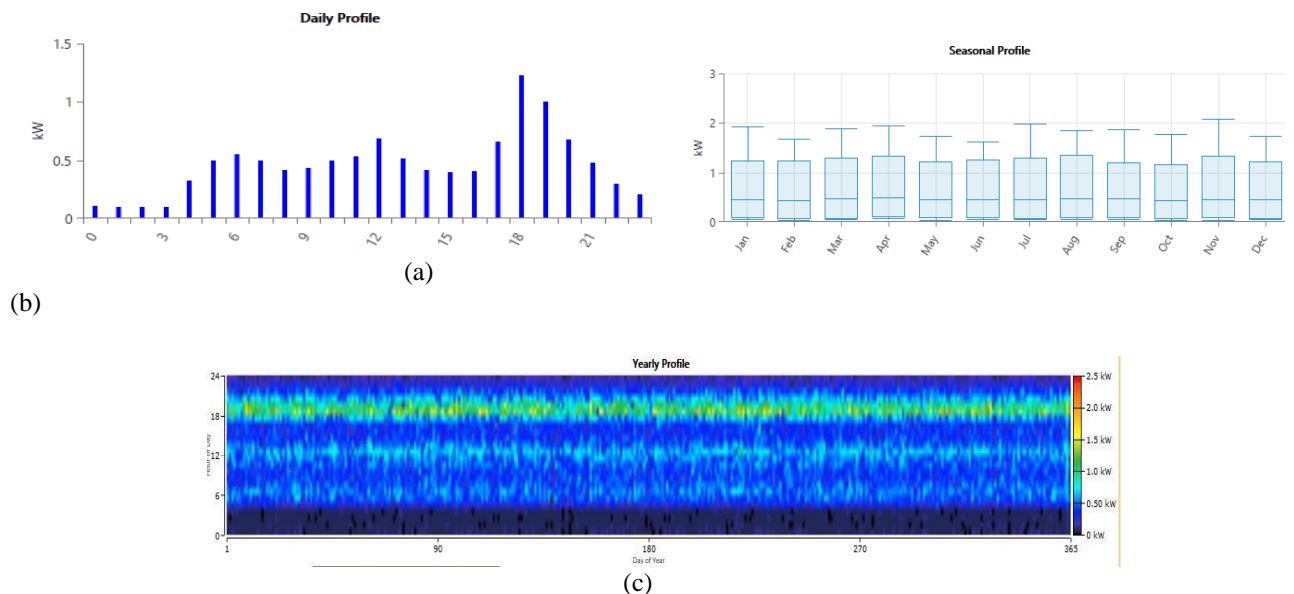 Daily Profile
1.5
1
0.5
0
kW
0 3 6 9 12 15 18 21
(a)
Seasonal Profile
3
2
1
0
kW
Jan Feb Mar Apr May Jun Jul Aug Sep Oct Nov Dec
(b)
Yearly Profile
24
18
12
6
0
1 90 180 270 365
Day of Year
2.5 kW
2.0 kW
1.5 kW
1.0 kW
0.50 kW
0 kW
(c)